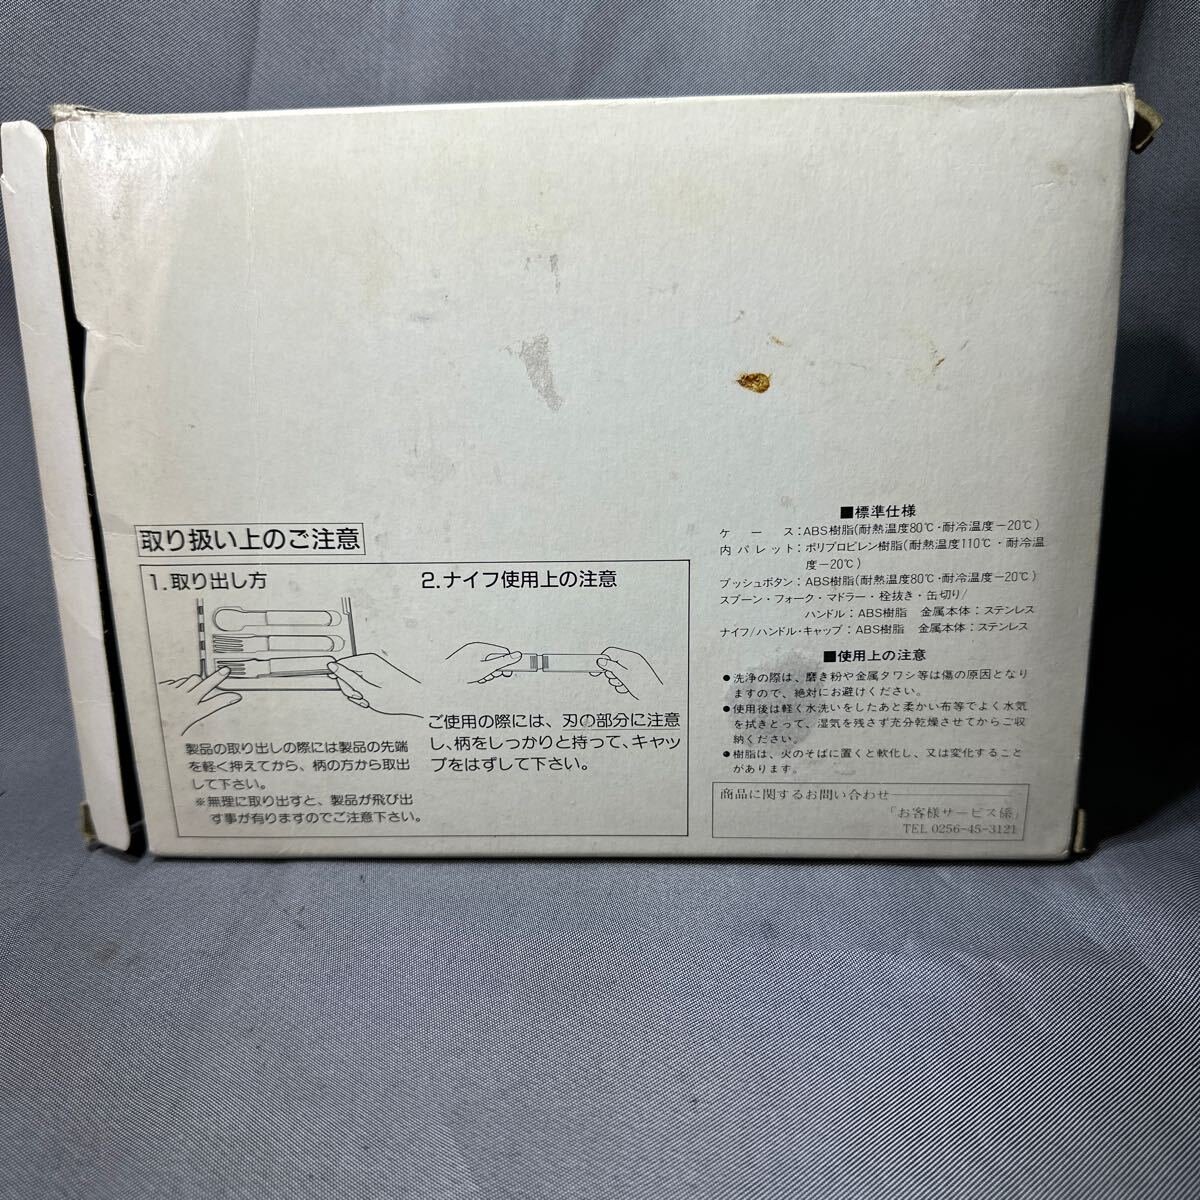 取り扱い上のご注意
1.取り出し方
製品の取り出しの際には製品の先端
を軽く押えてから、柄の方から取出
して下さい。
※無理に取り出すと、製品が飛び出
す事が有りますのでご注意下さい。
2.ナイフ使用上の注意
ご使用の際には、刃の部分に注意
し、柄をしっかりと持って、キャッ
プをはずして下さい。
■標準仕様
ケース:ABS樹脂(耐熱温度80℃・耐冷温度-20℃)
内パレット:ポリプロピレン樹脂(耐熱温度110℃・耐冷温
度-20℃)
プッシュボタン:ABS樹脂(耐熱温度80℃・耐冷温度-20℃)
スプーン・フォーク・マドラー・栓抜き・缶切り/
ハンドル:ABS樹脂 金属本体:ステンレス
ナイフ/ハンドル・キャップ:ABS樹脂 金属本体:ステンレス
■使用上の注意
●洗浄の際は、磨き粉や金属タワシ等は傷の原因となり
ますので、絶対にお避けください。
●使用後は軽く水洗いをしたあと柔かい布等でよく水気
を拭きとって、湿気を残さず充分乾燥させてからご収
納ください。
●樹脂は、火のそばに置くと軟化し、又は変化すること
があります。
商品に関するお問い合わせ
「お客様サービス係」
TEL 0256-45-3121